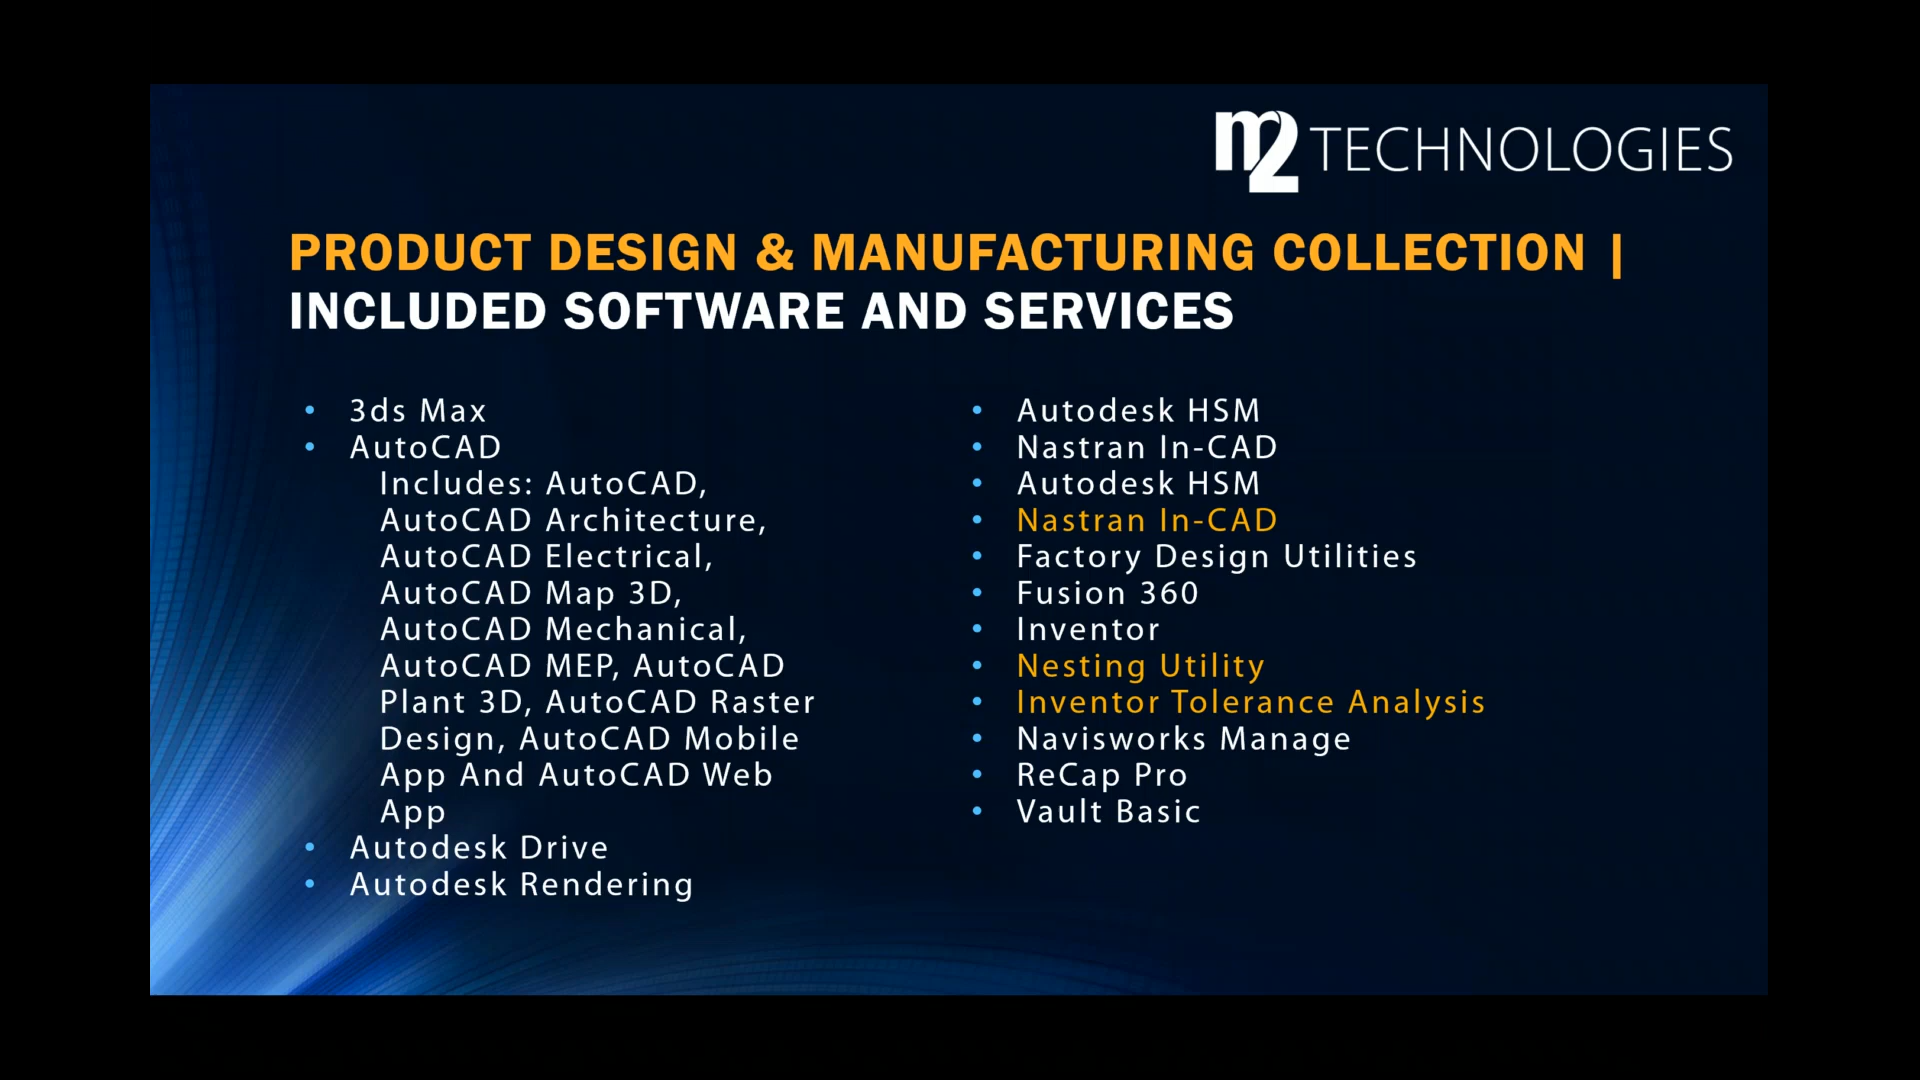 m2 TECHNOLOGIES
PRODUCT DESIGN & MANUFACTURING COLLECTION |
INCLUDED SOFTWARE AND SERVICES
• 3ds Max
• AutoCAD
Includes: AutoCAD,
AutoCAD Architecture,
AutoCAD Electrical,
AutoCAD Map 3D,
AutoCAD Mechanical,
AutoCAD MEP, AutoCAD
Plant 3D, AutoCAD Raster
Design, AutoCAD Mobile
App And AutoCAD Web
App
• Autodesk Drive
• Autodesk Rendering
• Autodesk HSM
• Nastran In-CAD
• Autodesk HSM
• Nastran In-CAD
• Factory Design Utilities
• Fusion 360
• Inventor
• Nesting Utility
• Inventor Tolerance Analysis
• Navisworks Manage
• ReCap Pro
• Vault Basic